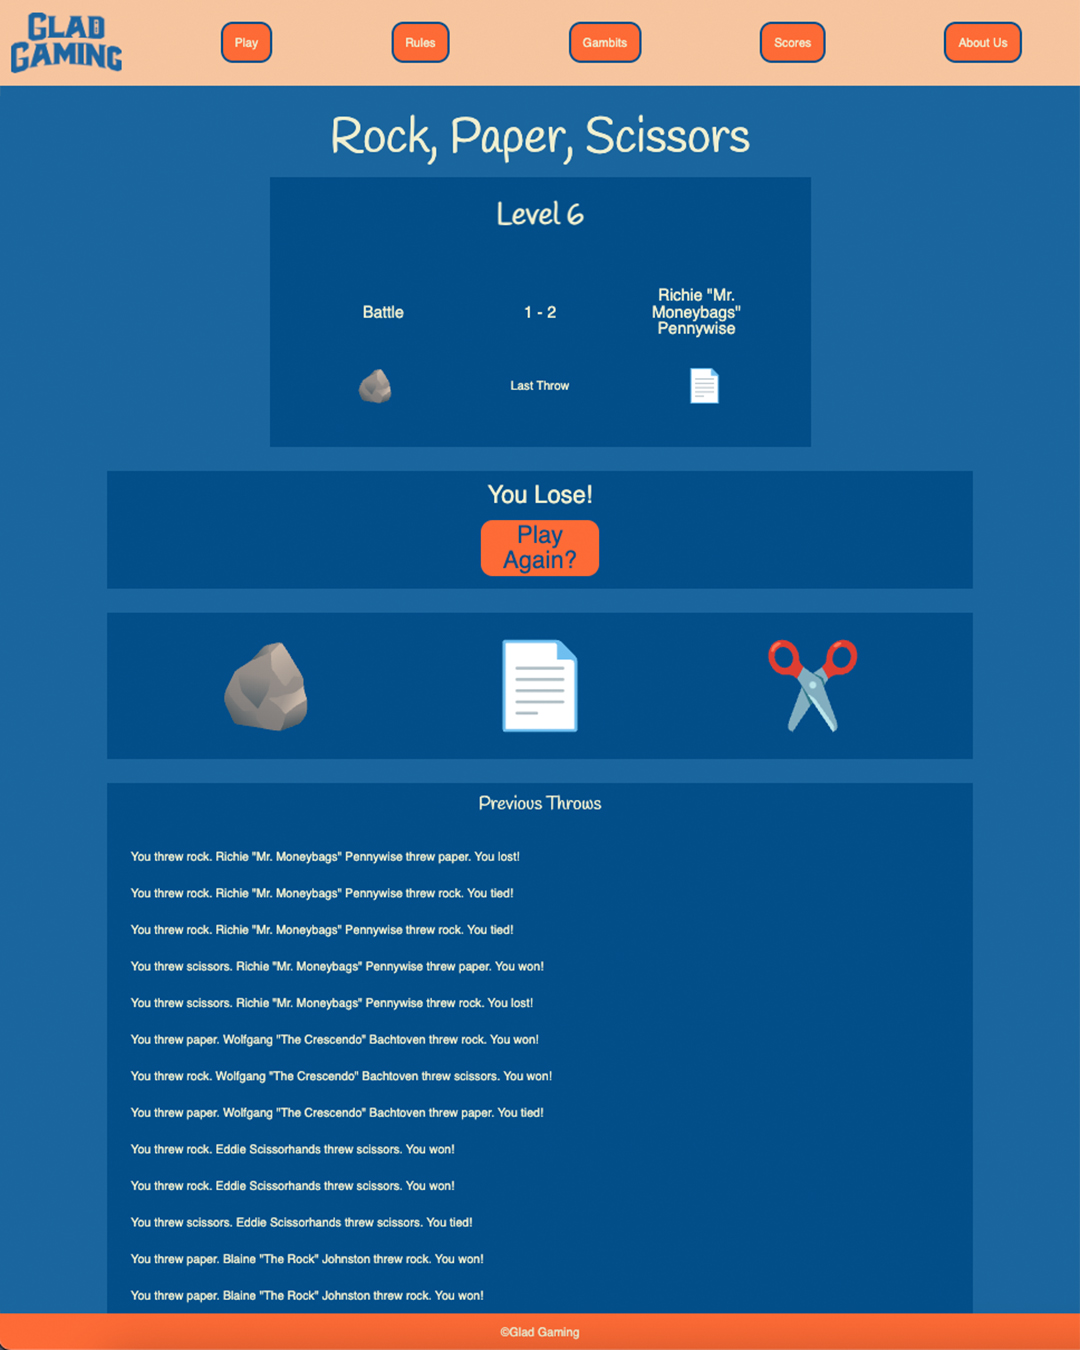 GLAD
GAMING
Play
Rules
Gambits
Scores
About Us
Rock, Paper, Scissors
Level 6
Battle
1 - 2
Richie "Mr.
Moneybags"
Pennywise
Last Throw
You Lose!
Play
Again?
Previous Throws
You threw rock. Richie "Mr. Moneybags" Pennywise threw paper. You lost!
You threw rock. Richie "Mr. Moneybags" Pennywise threw rock. You tied!
You threw rock. Richie "Mr. Moneybags" Pennywise threw rock. You tied!
You threw scissors. Richie "Mr. Moneybags" Pennywise threw paper. You won!
You threw scissors. Richie "Mr. Moneybags" Pennywise threw rock. You lost!
You threw paper. Wolfgang "The Crescendo" Bachtoven threw rock. You won!
You threw rock. Wolfgang "The Crescendo" Bachtoven threw scissors. You won!
You threw paper. Wolfgang "The Crescendo" Bachtoven threw paper. You tied!
You threw rock. Eddie Scissorhands threw scissors. You won!
You threw rock. Eddie Scissorhands threw scissors. You won!
You threw scissors. Eddie Scissorhands threw scissors. You tied!
You threw paper. Blaine "The Rock" Johnston threw rock. You won!
You threw paper. Blaine "The Rock" Johnston threw rock. You won!
©Glad Gaming